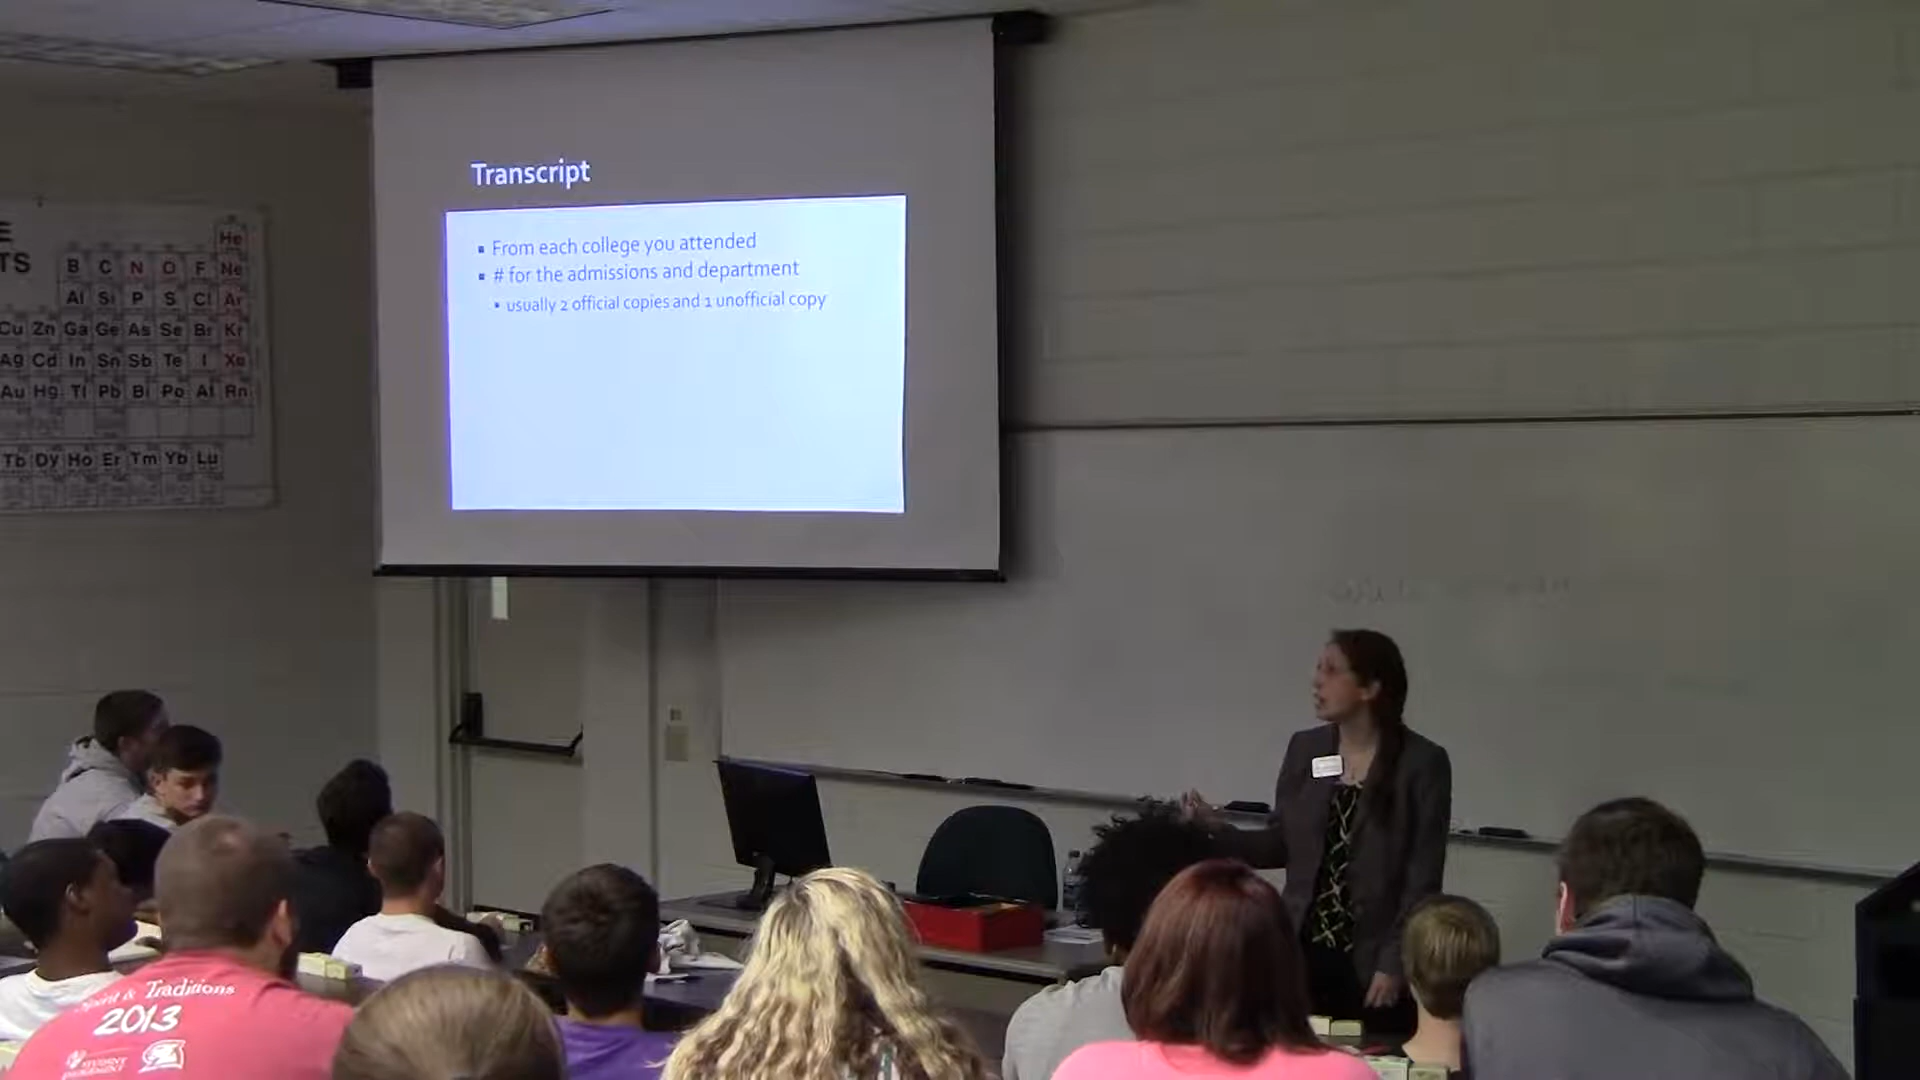 Transcript
From each college you attended
# for the admissions and department
usually 2 official copies and 1 unofficial copy
E
TS
He
B C N O F Ne
Al Si P S Cl Ar
Cu Zn Ga Ge As Se Br Kr
Ag Cd In Sn Sb Te I Xe
Au Hg Tl Pb Bi Po At Rn
Tb Dy Ho Er Tm Yb Lu
& Traditions
2013